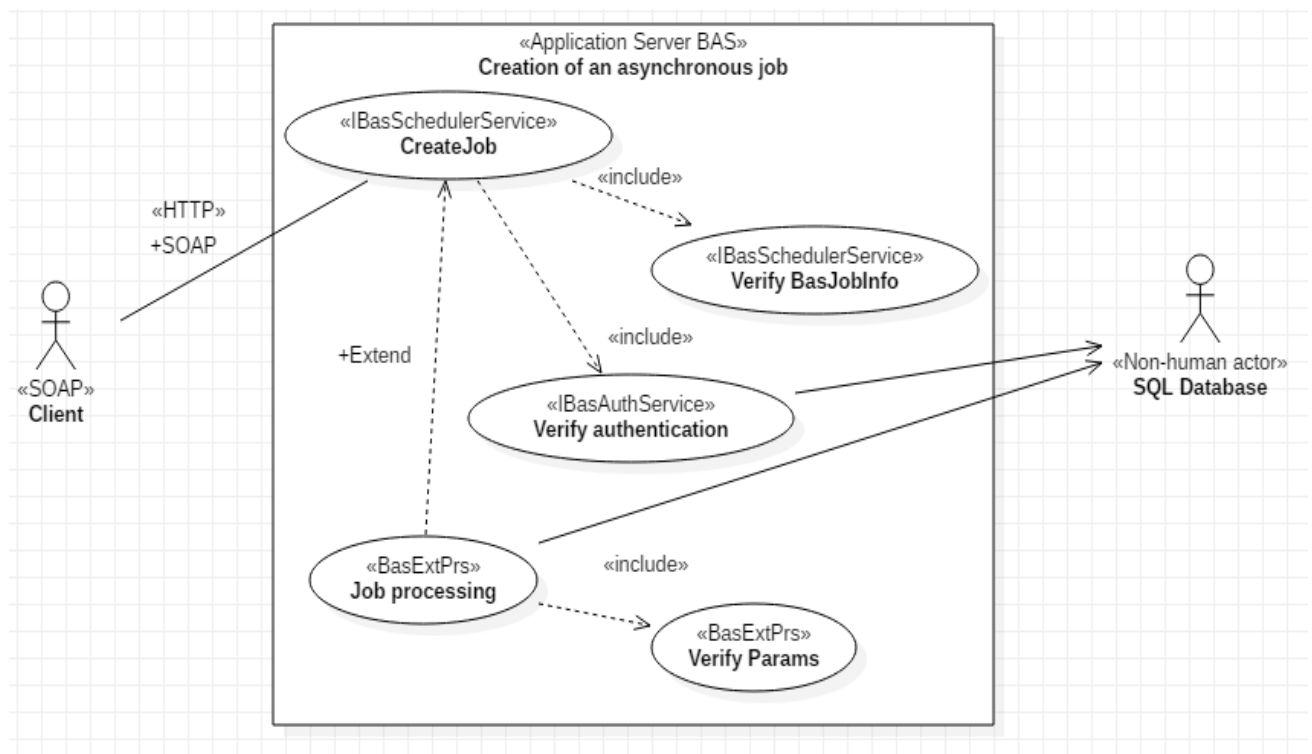 «Application Server BAS»
Creation of an asynchronous job
«IBasSchedulerService»
CreateJob
«include»
«HTTP»
+SOAP
«IBasSchedulerService»
Verify BasJobInfo
«include»
+Extend
«Non-human actor»
SQL Database
«SOAP»
Client
«IBasAuthService»
Verify authentication
«BasExtPrs»
Job processing
«include»
«BasExtPrs»
Verify Params